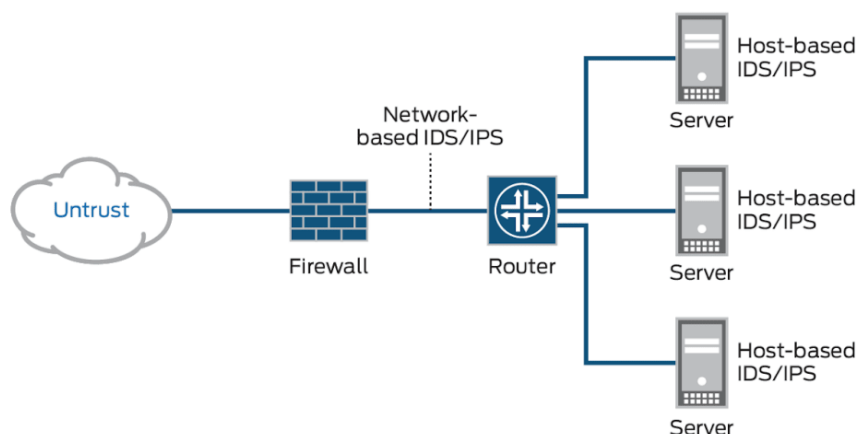 Host-based
IDS/IPS
Server
Network-
based IDS/IPS
Untrust
Firewall
Router
Host-based
IDS/IPS
Server
Host-based
IDS/IPS
Server